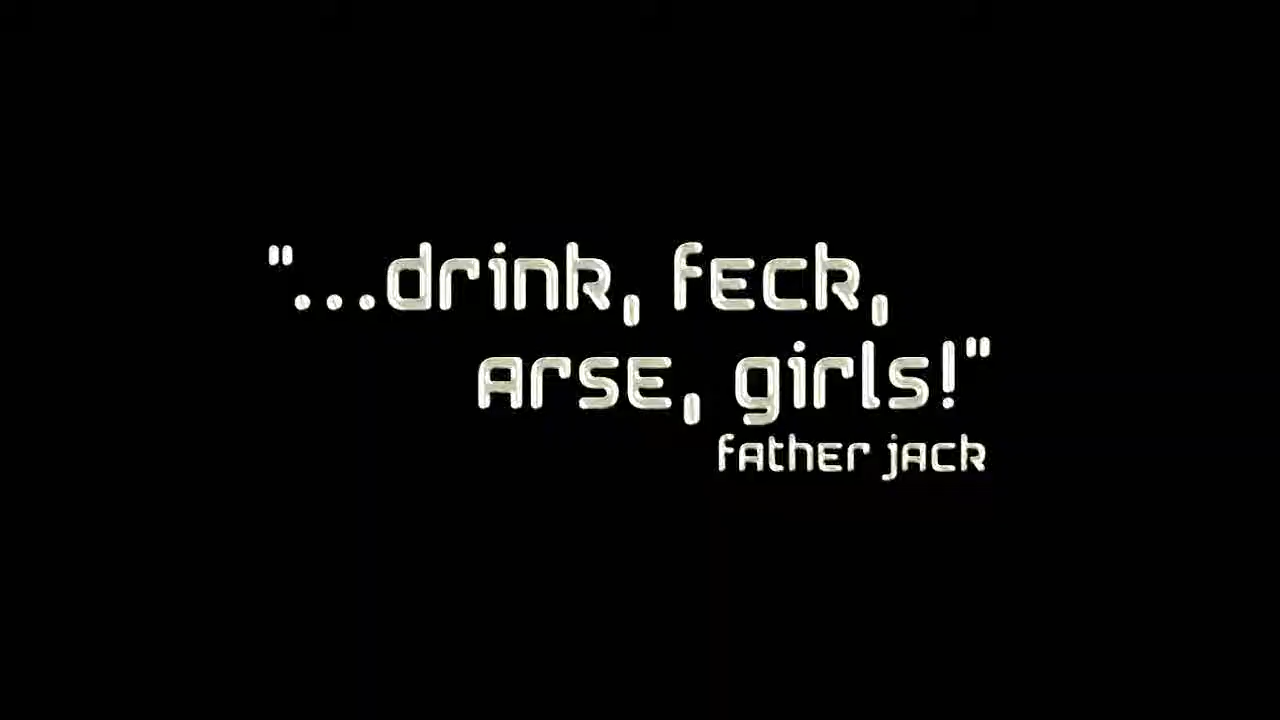 "...drink, feck,
arse, girls!"
father jack